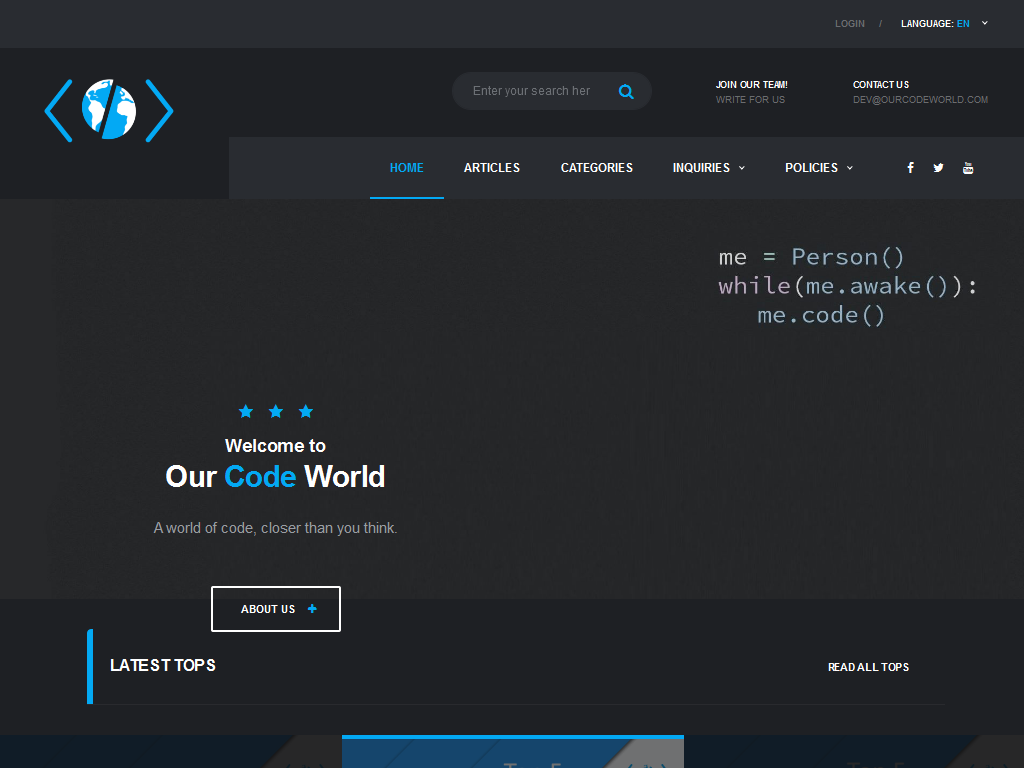 LOGIN / LANGUAGE: EN
Enter your search her
JOIN OUR TEAM!
WRITE FOR US
CONTACT US
DEV@OURCODEWORLD.COM
HOME ARTICLES CATEGORIES INQUIRIES POLICIES
me = Person()
while(me.awake()):
me.code()
Welcome to
Our Code World
A world of code, closer than you think.
ABOUT US
LATEST TOPS
READ ALL TOPS